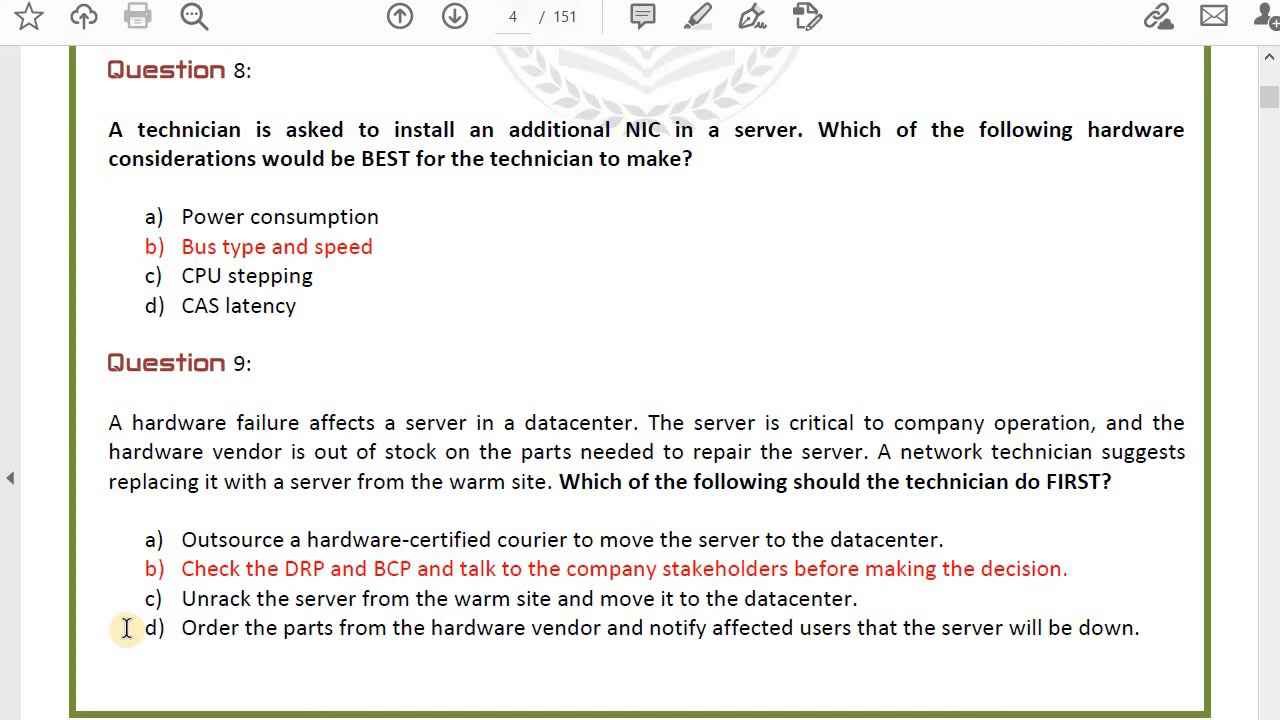 4 / 151
Question 8:
A technician is asked to install an additional NIC in a server. Which of the following hardware
considerations would be BEST for the technician to make?
a) Power consumption
b) Bus type and speed
c) CPU stepping
d) CAS latency
Question 9:
A hardware failure affects a server in a datacenter. The server is critical to company operation, and the
hardware vendor is out of stock on the parts needed to repair the server. A network technician suggests
replacing it with a server from the warm site. Which of the following should the technician do FIRST?
a) Outsource a hardware-certified courier to move the server to the datacenter.
b) Check the DRP and BCP and talk to the company stakeholders before making the decision.
c) Unrack the server from the warm site and move it to the datacenter.
d) Order the parts from the hardware vendor and notify affected users that the server will be down.